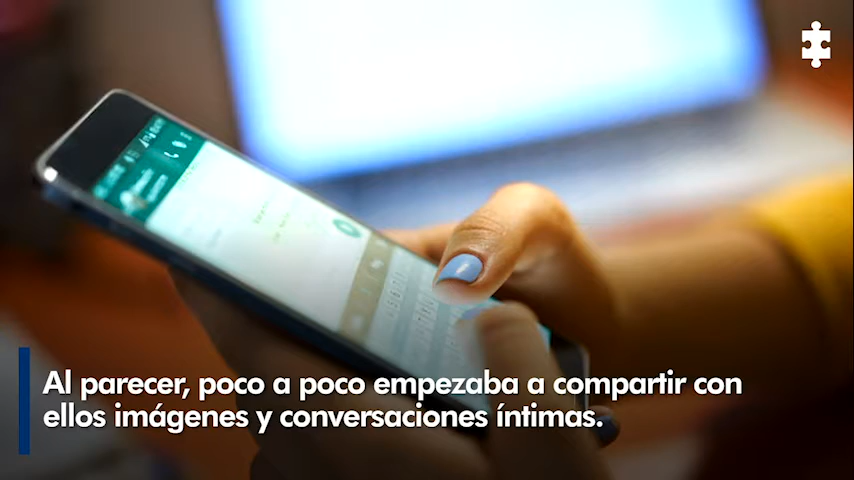 Al parecer, poco a poco empezaba a compartir con
ellos imágenes y conversaciones íntimas.